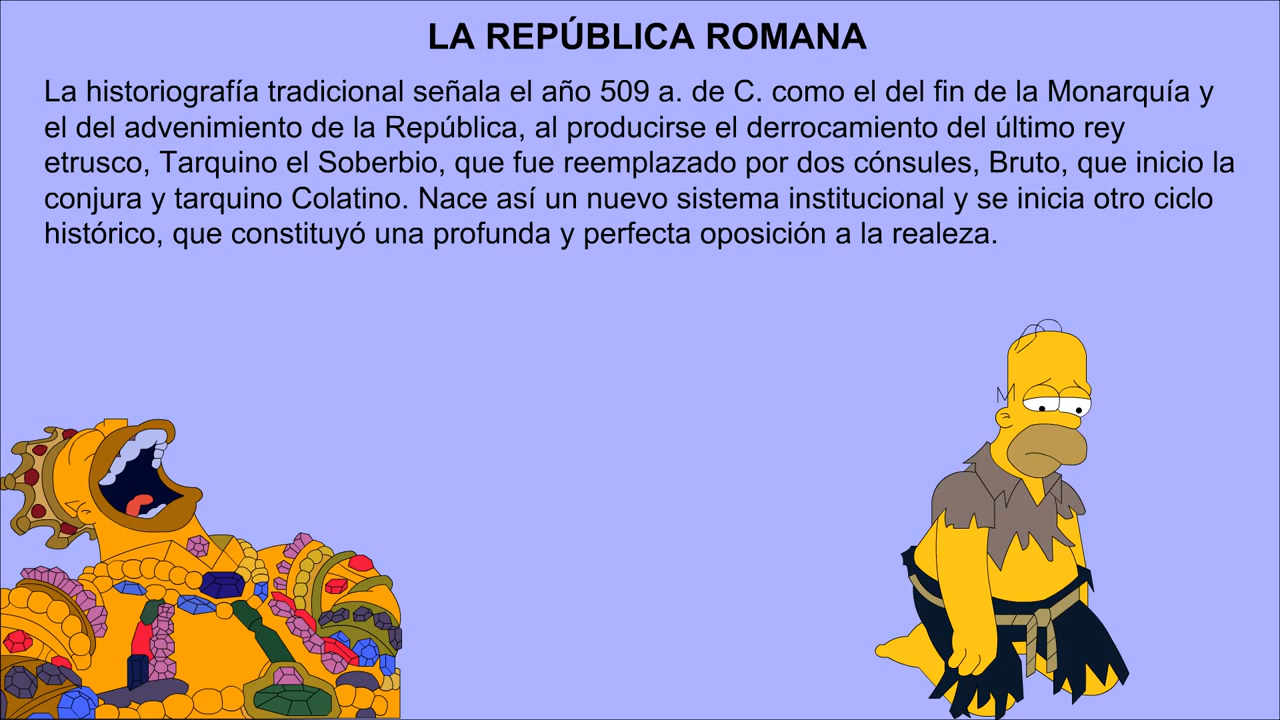 LA REPÚBLICA ROMANA
La historiografía tradicional señala el año 509 a. de C. como el del fin de la Monarquía y
el del advenimiento de la República, al producirse el derrocamiento del último rey
etrusco, Tarquino el Soberbio, que fue reemplazado por dos cónsules, Bruto, que inicio la
conjura y tarquino Colatino. Nace así un nuevo sistema institucional y se inicia otro ciclo
histórico, que constituyó una profunda y perfecta oposición a la realeza.